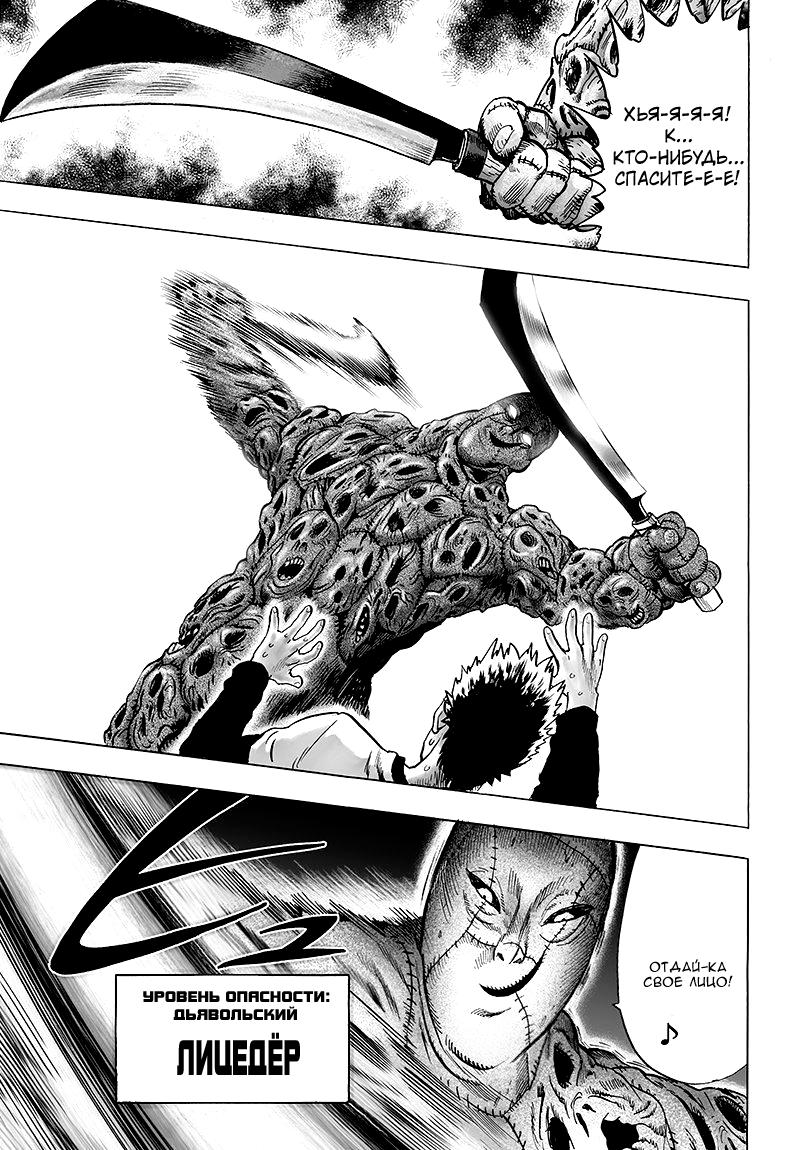 ХЬЯ-Я-Я-Я!
К...
КТО-НИБУДЬ...
СПАСИТЕ-Е-Е!
ОТДАЙ-КА
СВОЕ ЛИЦО!
♪
УРОВЕНЬ ОПАСНОСТИ:
ДЬЯВОЛЬСКИЙ
ЛИЦЕДЁР